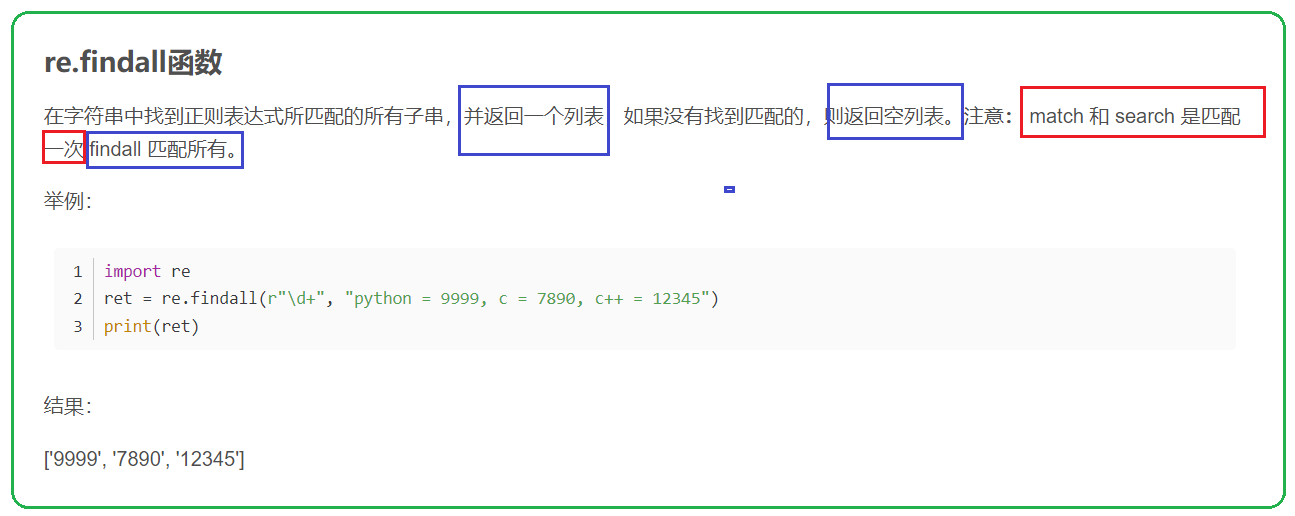 re.findall函数
在字符串中找到正则表达式所匹配的所有子串，并返回一个列表 如果没有找到匹配的，则返回空列表。注意： match 和 search 是匹配
一次 findall 匹配所有。
举例：
1 import re
2 ret = re.findall(r"\d+", "python = 9999, c = 7890, c++ = 12345")
3 print(ret)
结果：
['9999', '7890', '12345']